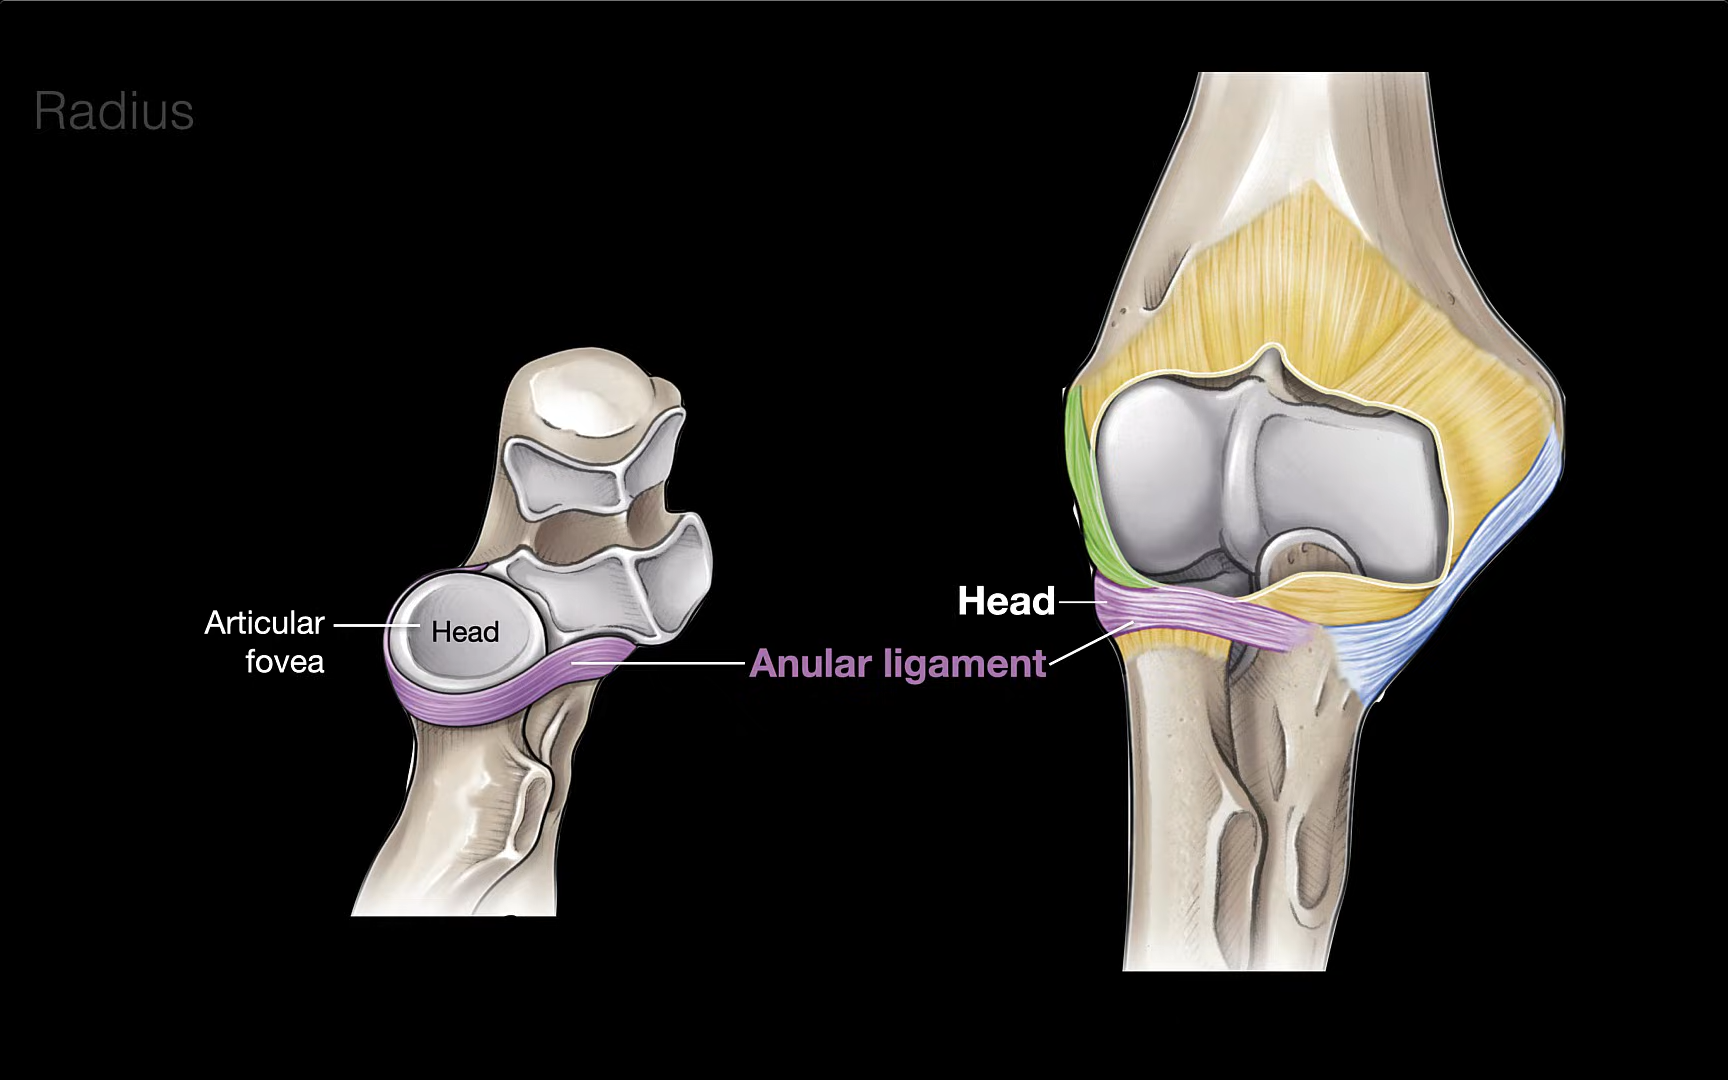 Radius
Articular
fovea
Head
Head
Anular ligament